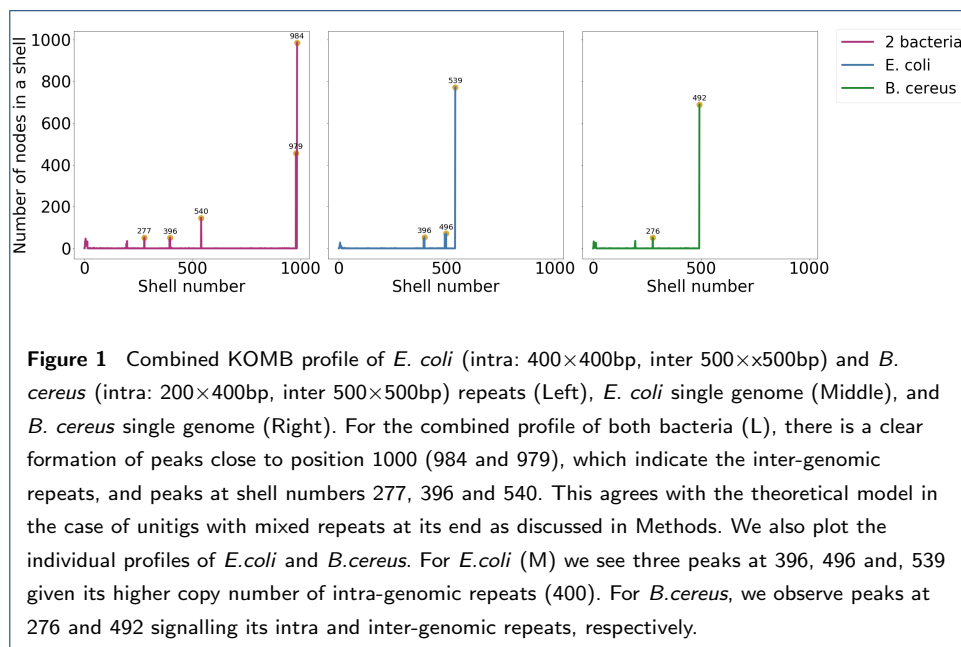 1000
800
600
400
200
0
Number of nodes in a shell
984
979
540
277
396
0 500 1000
Shell number
539
396
496
0 500 1000
Shell number
492
276
0 500 1000
Shell number
2 bacteria
E. coli
B. cereus
Figure 1 Combined KOMB profile of E. coli (intra: 400×400bp, inter 500×x500bp) and B.
cereus (intra: 200×400bp, inter 500×500bp) repeats (Left), E. coli single genome (Middle), and
B. cereus single genome (Right). For the combined profile of both bacteria (L), there is a clear
formation of peaks close to position 1000 (984 and 979), which indicate the inter-genomic
repeats, and peaks at shell numbers 277, 396 and 540. This agrees with the theoretical model in
the case of unitigs with mixed repeats at its end as discussed in Methods. We also plot the
individual profiles of E.coli and B.cereus. For E.coli (M) we see three peaks at 396, 496 and, 539
given its higher copy number of intra-genomic repeats (400). For B.cereus, we observe peaks at
276 and 492 signalling its intra and inter-genomic repeats, respectively.